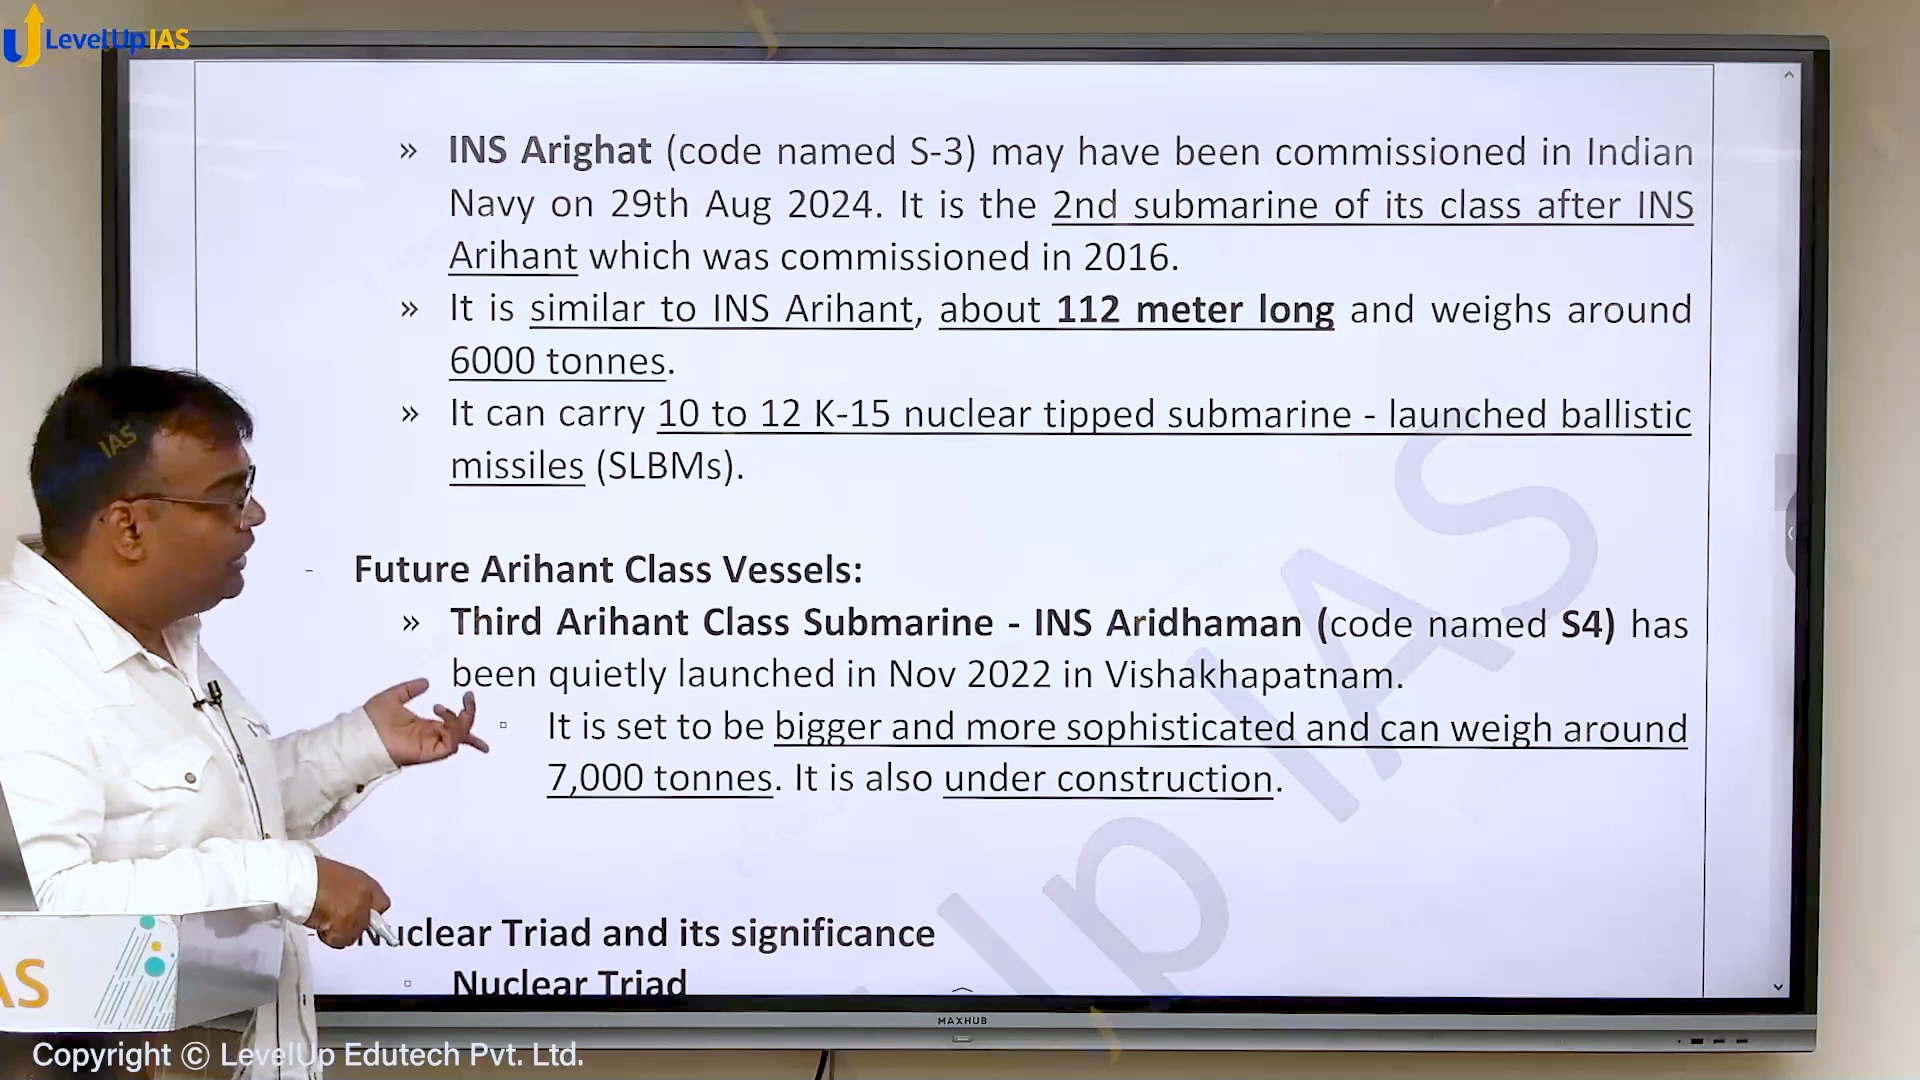 LevelUp IAS
» INS Arighat (code named S-3) may have been commissioned in Indian
Navy on 29th Aug 2024. It is the 2nd submarine of its class after INS
Arihant which was commissioned in 2016.
» It is similar to INS Arihant, about 112 meter long and weighs around
6000 tonnes.
» It can carry 10 to 12 K-15 nuclear tipped submarine - launched ballistic
missiles (SLBMs).
- Future Arihant Class Vessels:
» Third Arihant Class Submarine - INS Aridhaman (code named S4) has
been quietly launched in Nov 2022 in Vishakhapatnam.
It is set to be bigger and more sophisticated and can weigh around
7,000 tonnes. It is also under construction.
Nuclear Triad and its significance
Nuclear Triad
Up IAS
IAS
AS
MAXHUB
Copyright © LevelUp Edutech Pvt. Ltd.